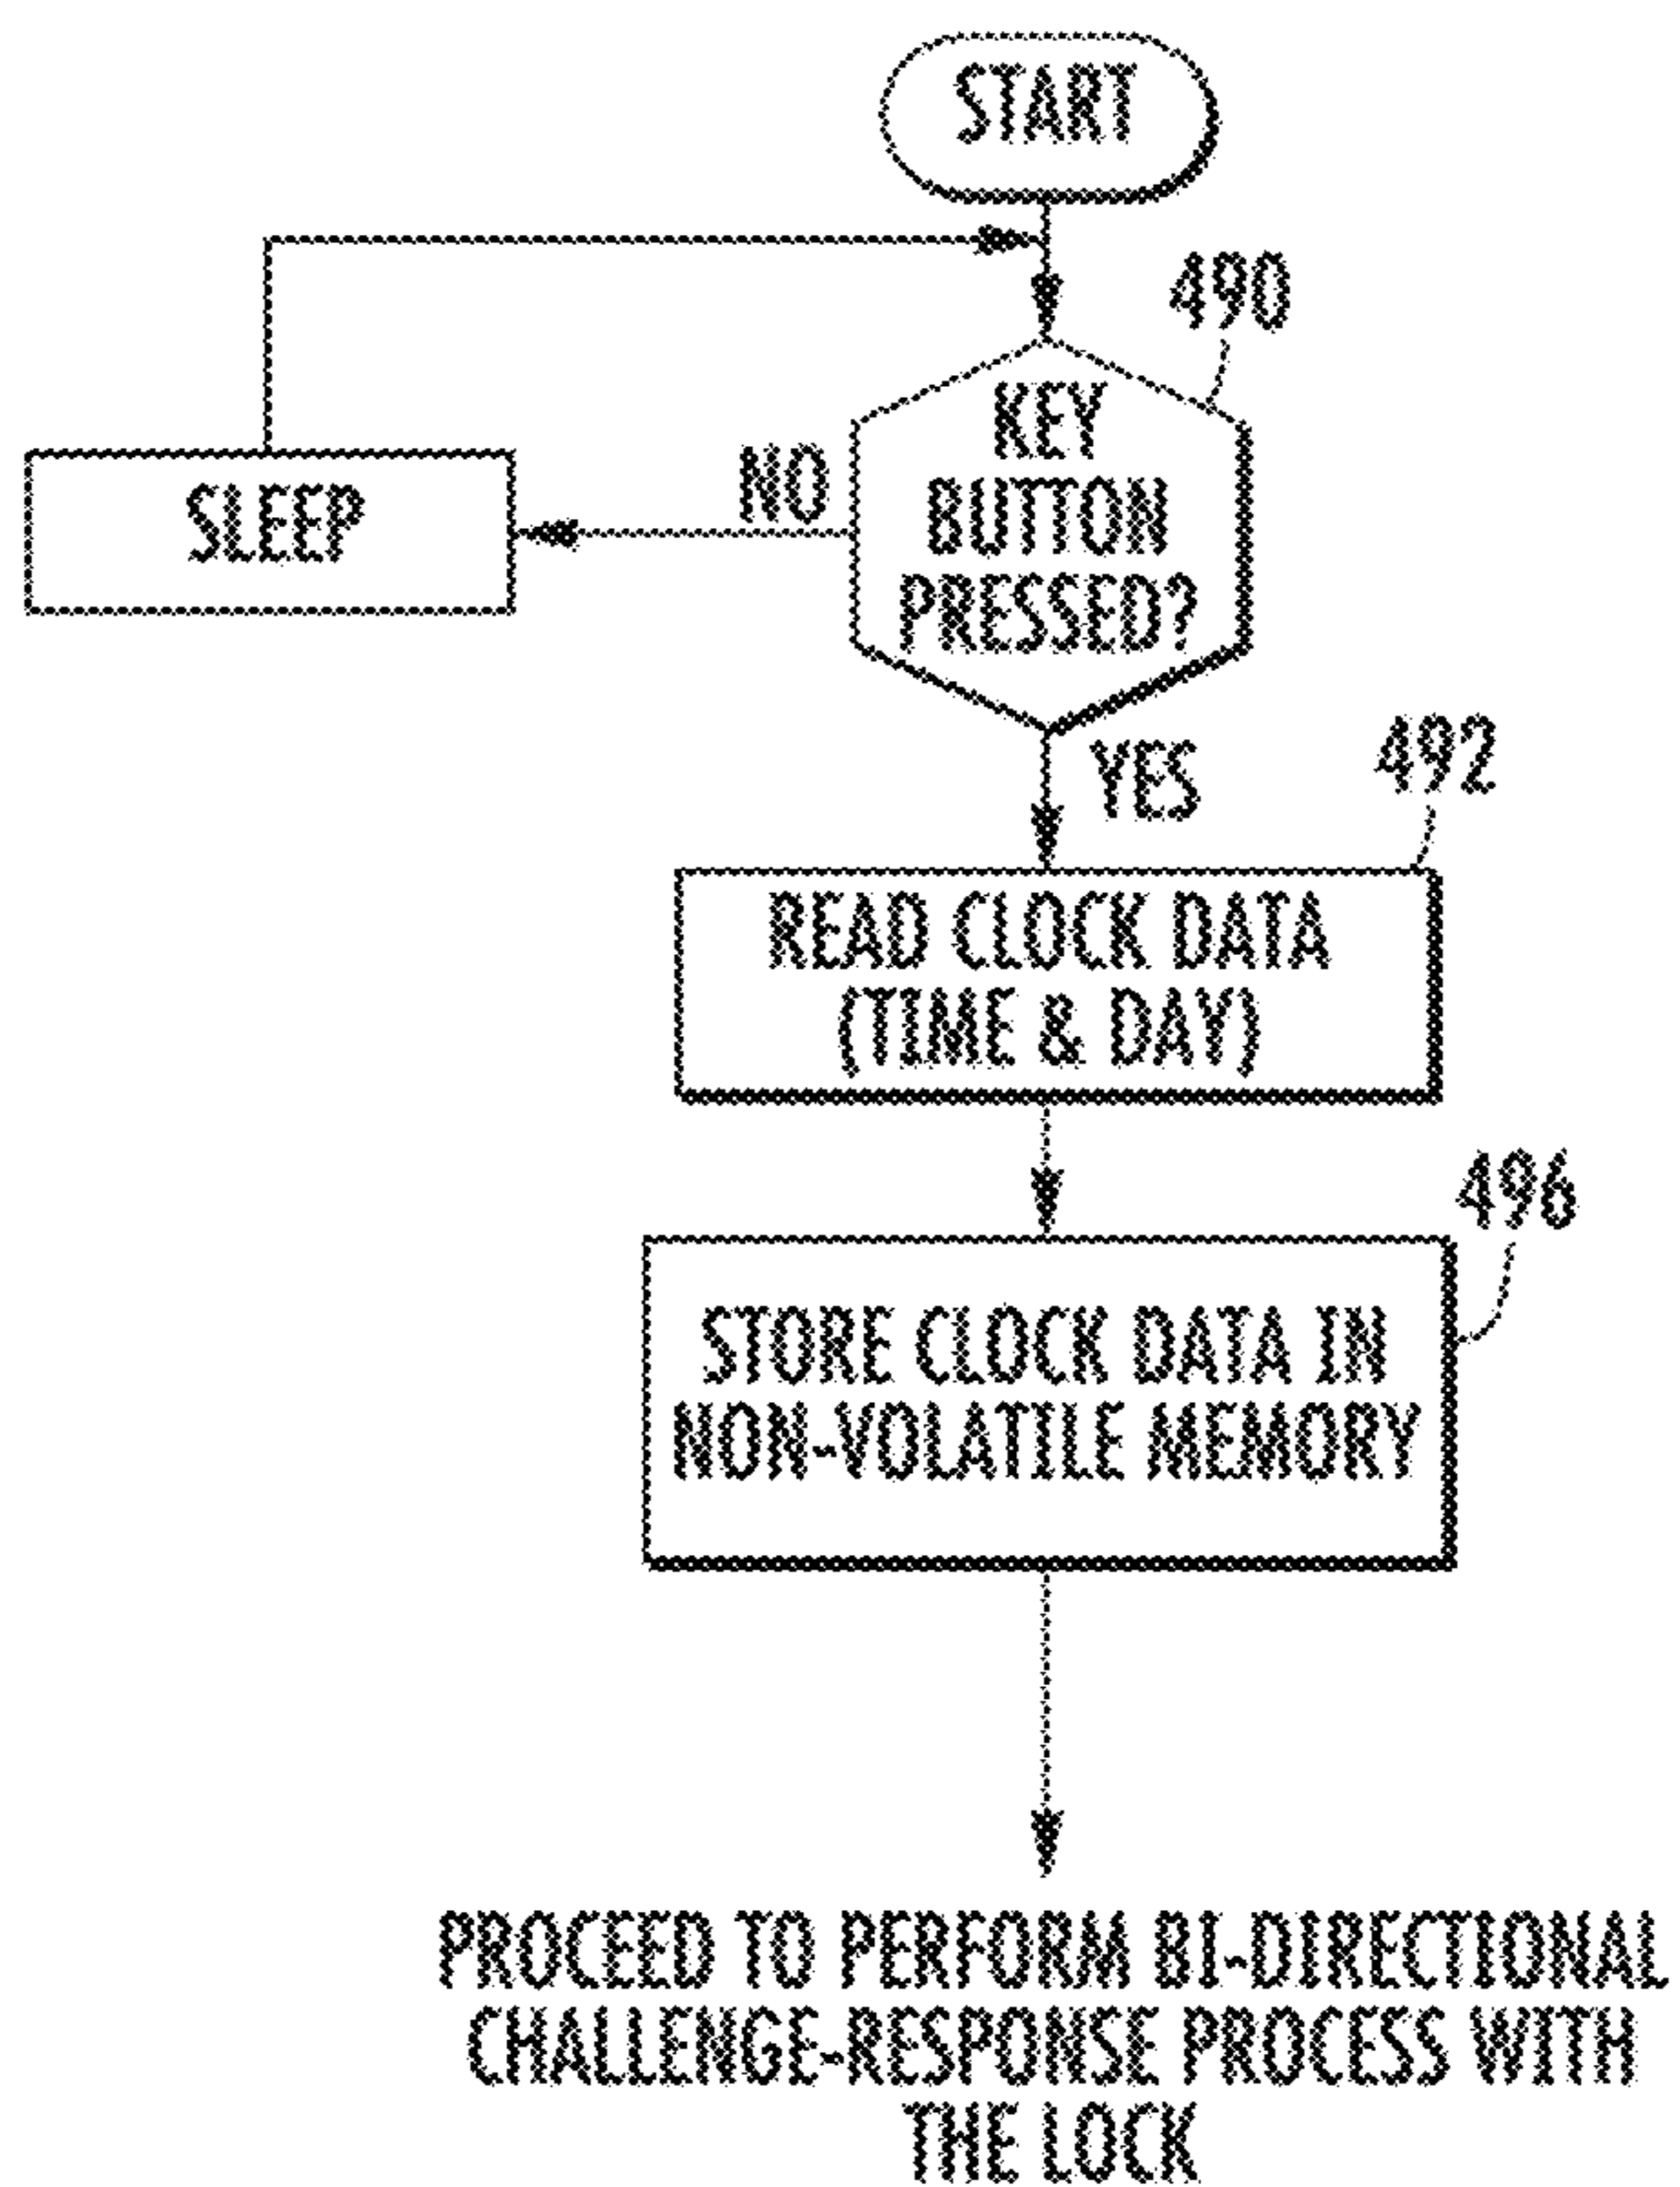 START
490
KEY
BUTTON
PRESSED?
NO
SLEEP
YES
492
READ CLOCK DATA
(TIME & DAY)
496
STORE CLOCK DATA IN
NON-VOLATILE MEMORY
PROCEED TO PERFORM BI-DIRECTIONAL
CHALLENGE-RESPONSE PROCESS WITH
THE LOCK